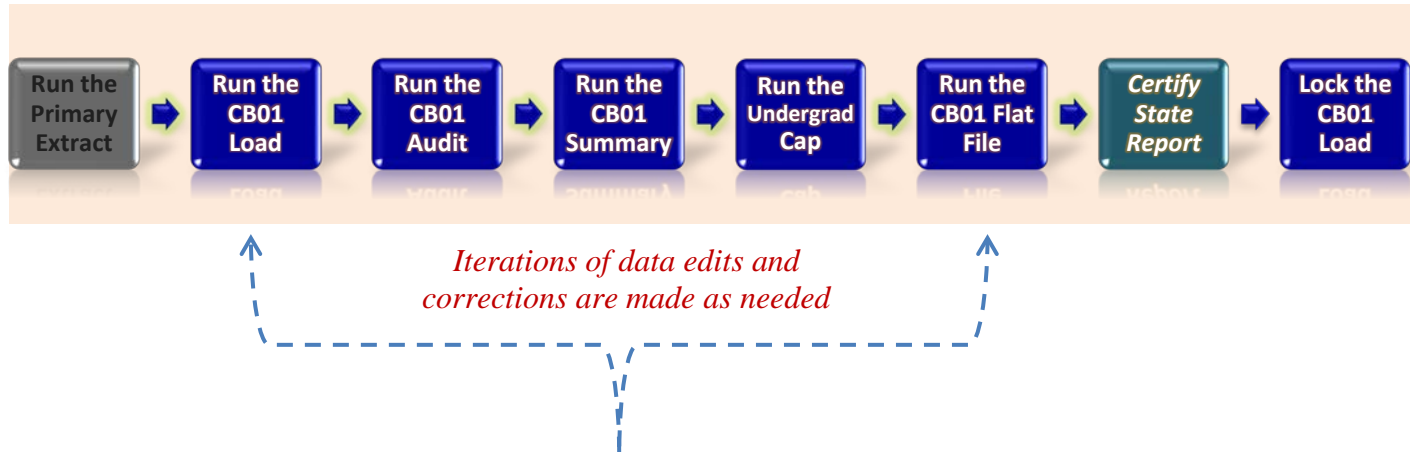 Run the
Primary
Extract
Run the
CB01
Load
Run the
CB01
Audit
Run the
CB01
Summary
Run the
Undergrad
Cap
Run the
CB01 Flat
File
Certify
State
Report
Lock the
CB01
Load
Iterations of data edits and
corrections are made as needed